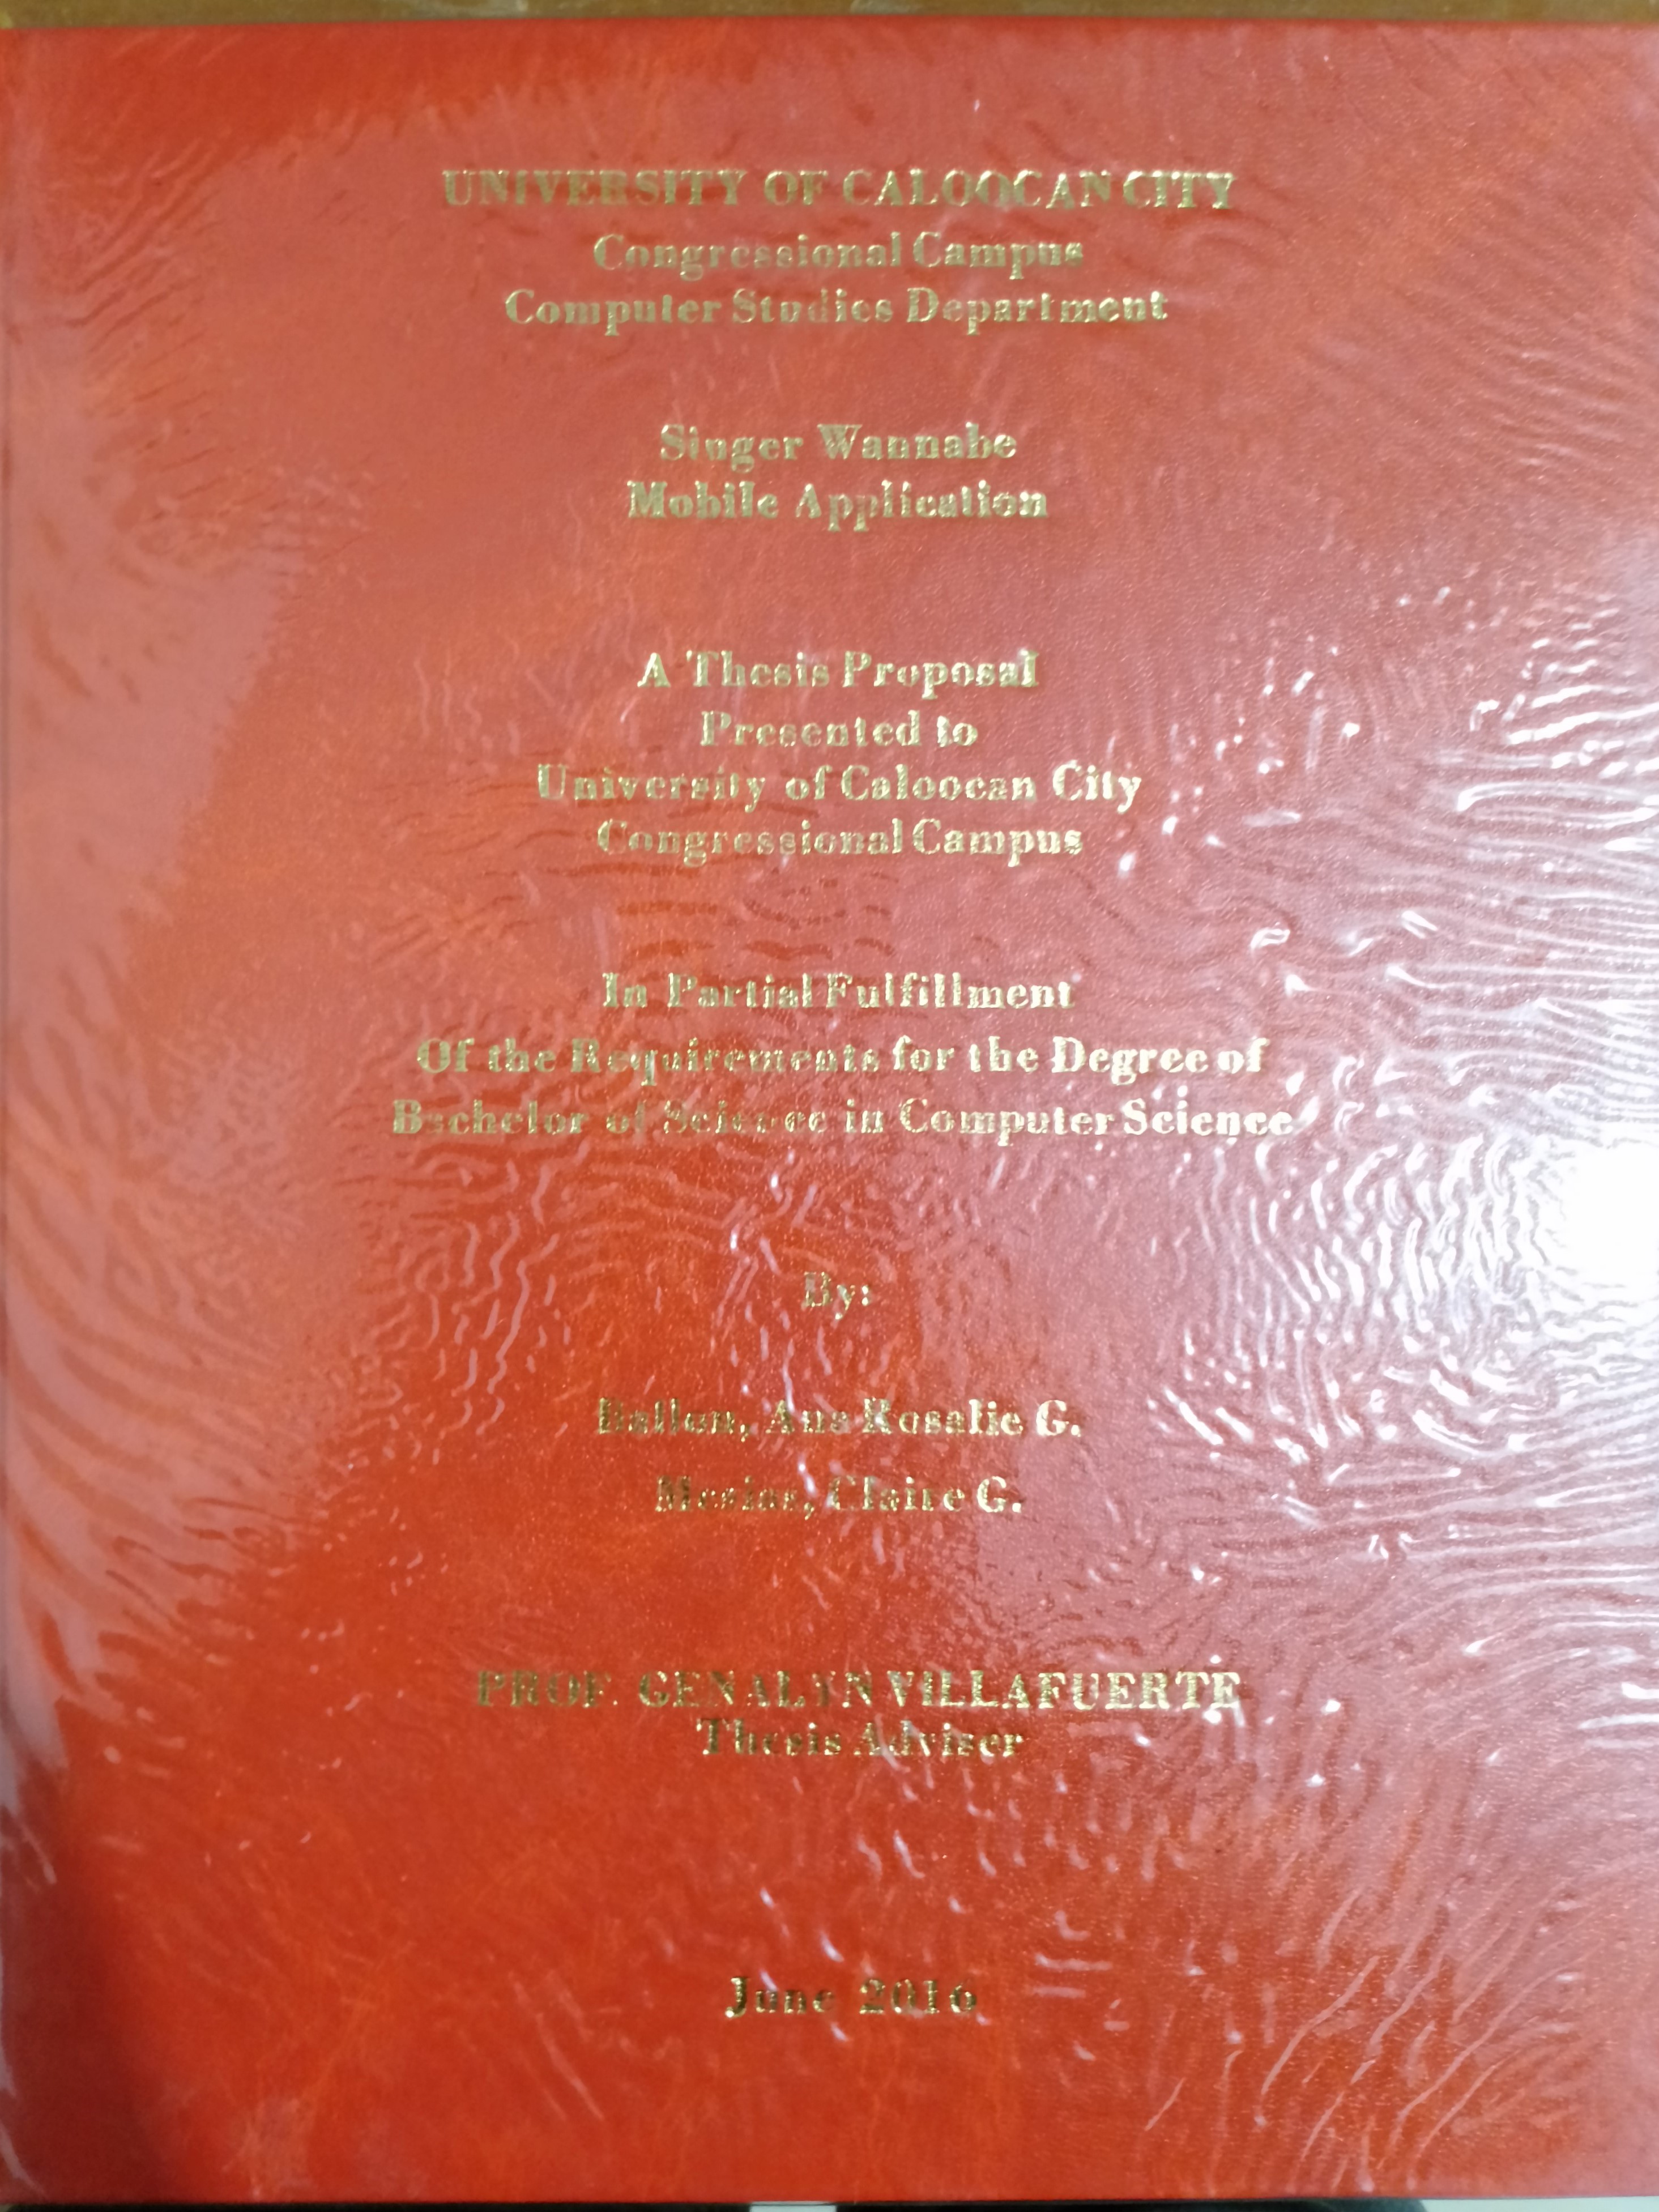 UNIVERSITY OF CALOOCAN CITY
Congressional Campus
Computer Studies Department
Singer Wannabe
Mobile Application
A Thesis Proposal
Presented to
University of Caloocan City
Congressional Campus
In Partial Fulfillment
Of the Requirements for the Degree of
Bachelor of Science in Computer Science
By:
Ballon, Ana Rosalie G.
Mesias, Claire G.
PROF. GENALYN VILLAFUERTE
Thesis Adviser
June 2016